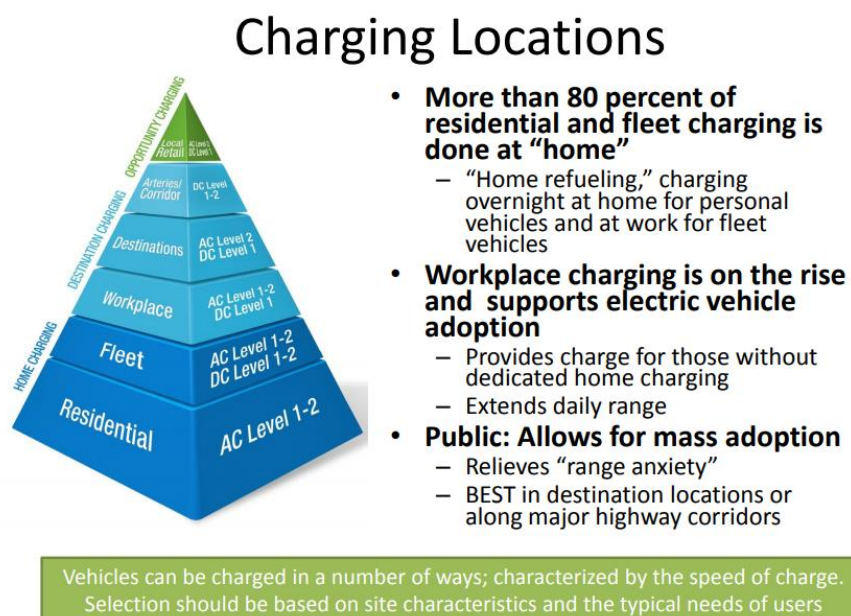 Charging Locations
OPPORTUNITY CHARGING
Local
Retail
AC Level 2
DC Level 1
DESTINATION CHARGING
Arteries/
Corridor
DC Level
1-2
Destinations
AC Level 2
DC Level 1
Workplace
AC Level 1-2
DC Level 1
HOME CHARGING
Fleet
AC Level 1-2
DC Level 1-2
Residential
AC Level 1-2
• More than 80 percent of
residential and fleet charging is
done at “home”
– “Home refueling,” charging
overnight at home for personal
vehicles and at work for fleet
vehicles
• Workplace charging is on the rise
and supports electric vehicle
adoption
– Provides charge for those without
dedicated home charging
– Extends daily range
• Public: Allows for mass adoption
– Relieves “range anxiety”
– BEST in destination locations or
along major highway corridors
Vehicles can be charged in a number of ways; characterized by the speed of charge.
Selection should be based on site characteristics and the typical needs of users